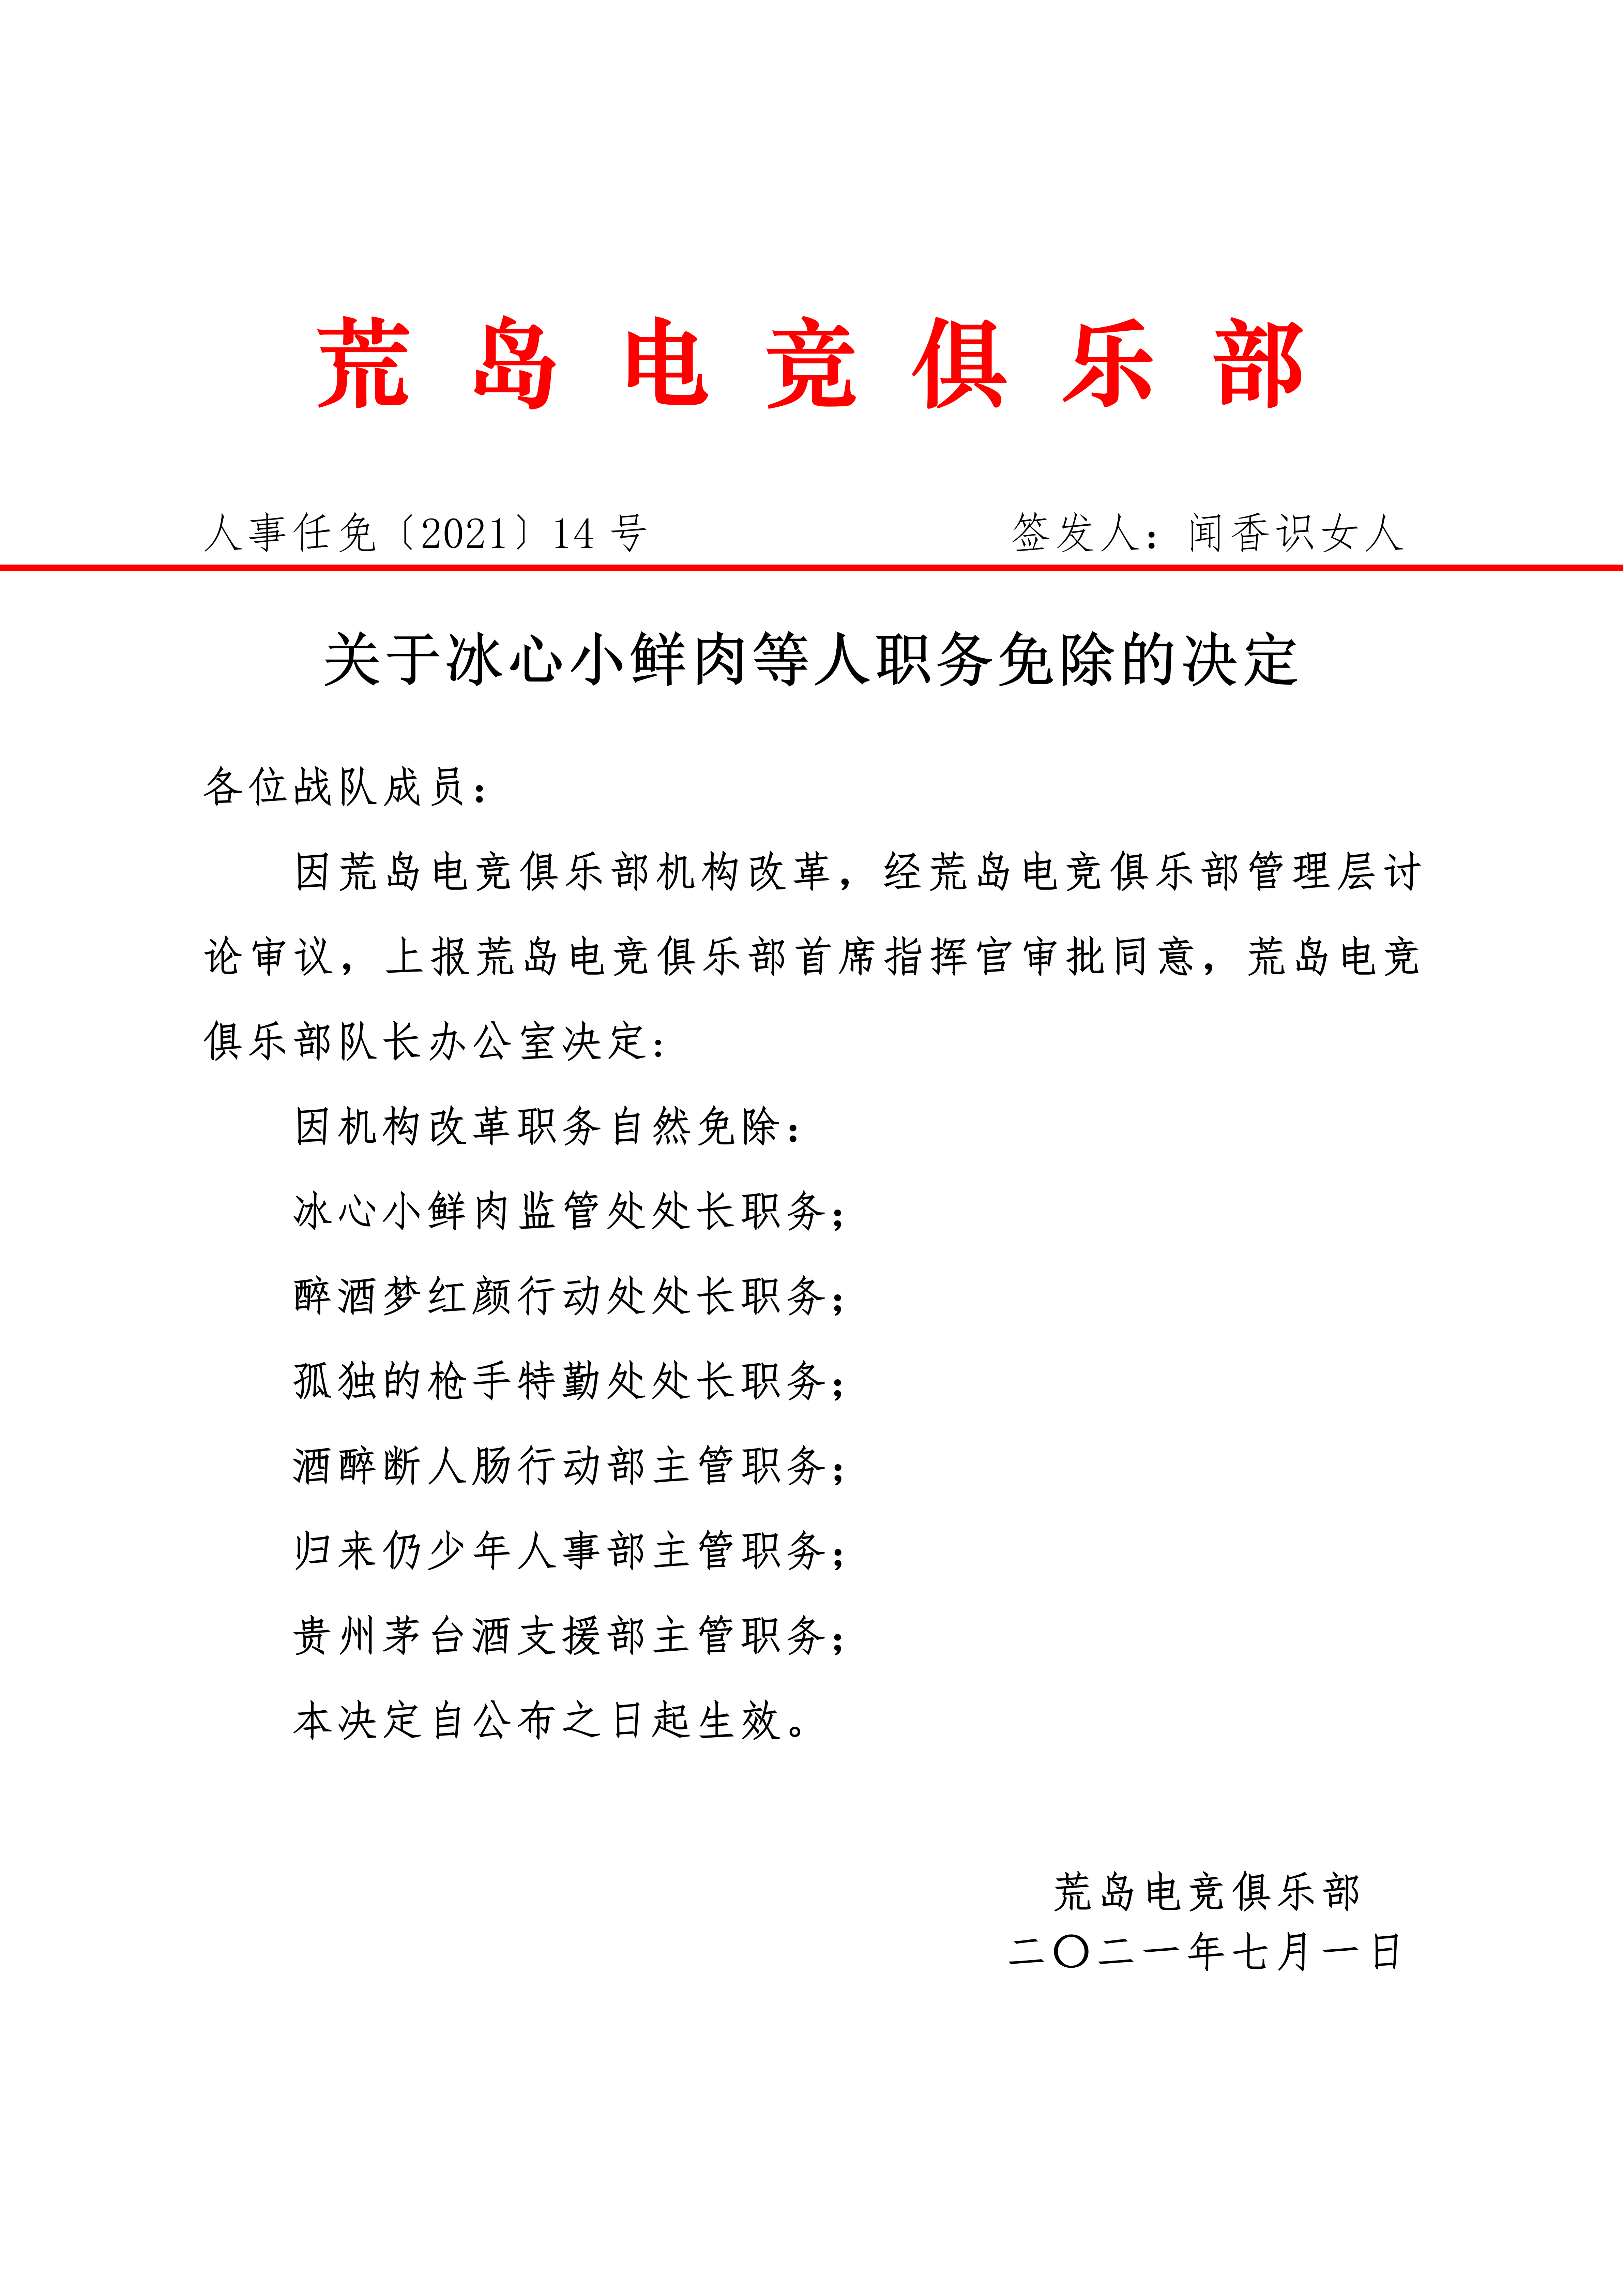 荒岛电竞俱乐部
人事任免〔2021〕14 号 签发人：闻香识女人
关于冰心小鲜肉等人职务免除的决定
各位战队成员：
因荒岛电竞俱乐部机构改革，经荒岛电竞俱乐部管理层讨
论审议，上报荒岛电竞俱乐部首席指挥官审批同意，荒岛电竞
俱乐部队长办公室决定:
因机构改革职务自然免除：
冰心小鲜肉监管处处长职务；
醉酒梦红颜行动处处长职务；
孤独的枪手特勤处处长职务；
酒醉断人肠行动部主管职务；
归来仍少年人事部主管职务；
贵州茅台酒支援部主管职务；
本决定自公布之日起生效。
荒岛电竞俱乐部
二〇二一年七月一日